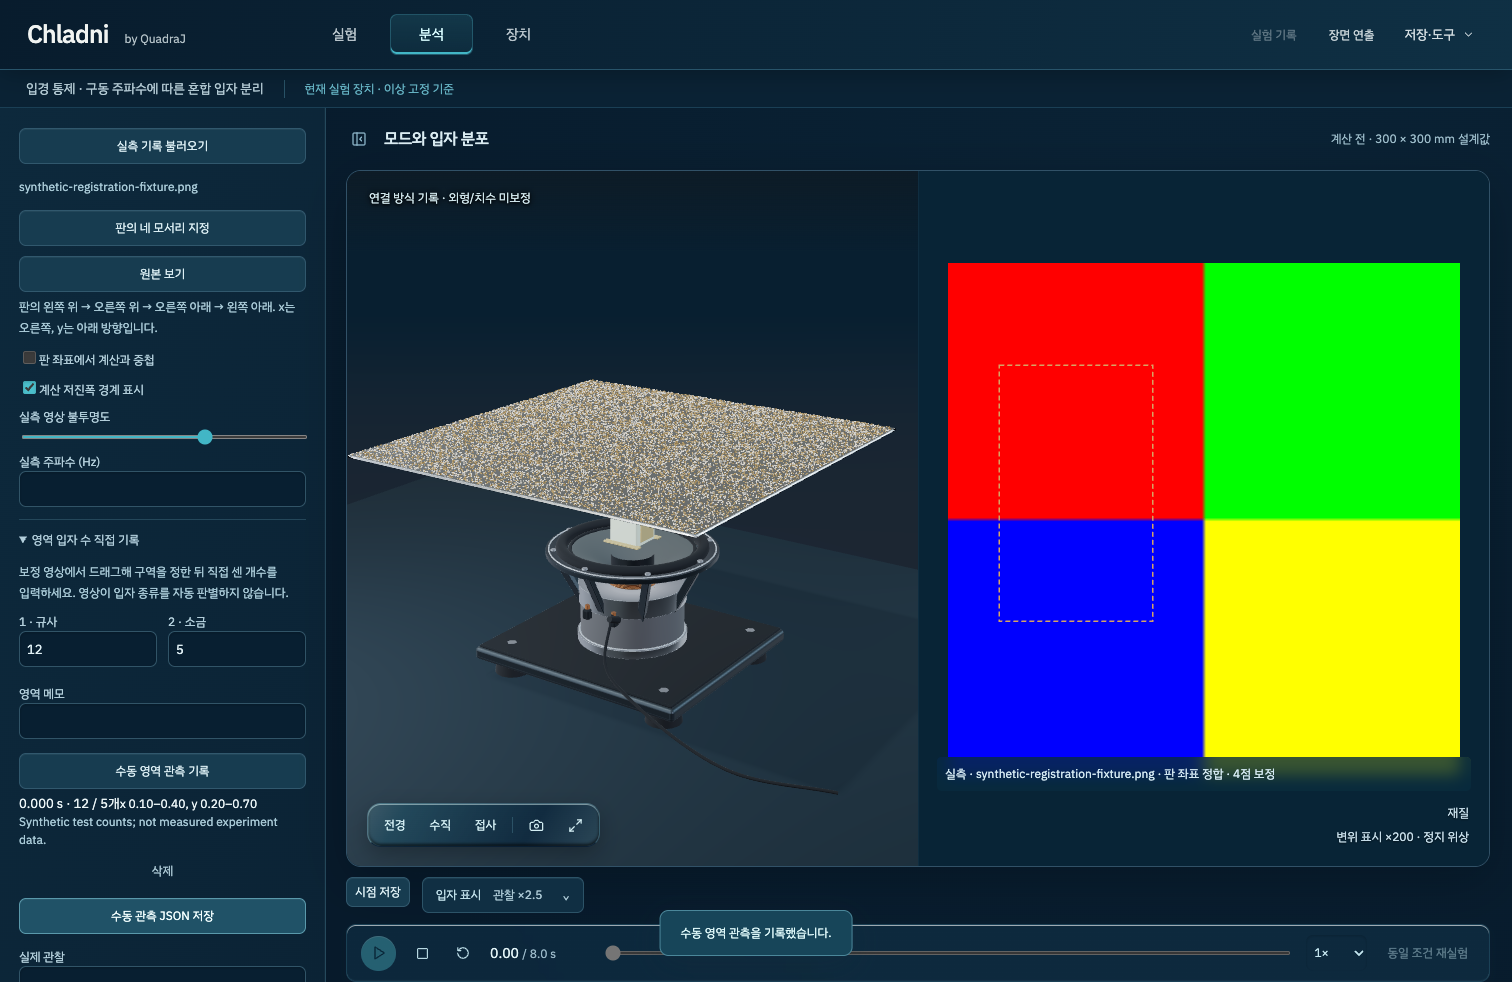 Chladni by QuadraJ
실험
분석
장치
실험 기록
장면 연출
저장·도구
입경 통제 · 구동 주파수에 따른 혼합 입자 분리
현재 실험 장치 · 이상 고정 기준
실측 기록 불러오기
synthetic-registration-fixture.png
판의 네 모서리 지정
원본 보기
판의 왼쪽 위 → 오른쪽 위 → 오른쪽 아래 → 왼쪽 아래. x는
오른쪽, y는 아래 방향입니다.
판 좌표에서 계산과 중첩
계산 저진폭 경계 표시
실측 영상 불투명도
실측 주파수 (Hz)
▼ 영역 입자 수 직접 기록
보정 영상에서 드래그해 구역을 정한 뒤 직접 센 개수를
입력하세요. 영상이 입자 종류를 자동 판별하지 않습니다.
1 · 규사
2 · 소금
12
5
영역 메모
수동 영역 관측 기록
0.000 s · 12 / 5개x 0.10–0.40, y 0.20–0.70
Synthetic test counts; not measured experiment
data.
삭제
수동 관측 JSON 저장
실제 관찰
모드와 입자 분포
계산 전 · 300 × 300 mm 설계값
연결 방식 기록 · 외형/치수 미보정
전경
수직
접사
실측 · synthetic-registration-fixture.png · 판 좌표 정합 · 4점 보정
재질
변위 표시 ×200 · 정지 위상
시점 저장
입자 표시 관찰 ×2.5
수동 영역 관측을 기록했습니다.
0.00 / 8.0 s
1×
동일 조건 재실험